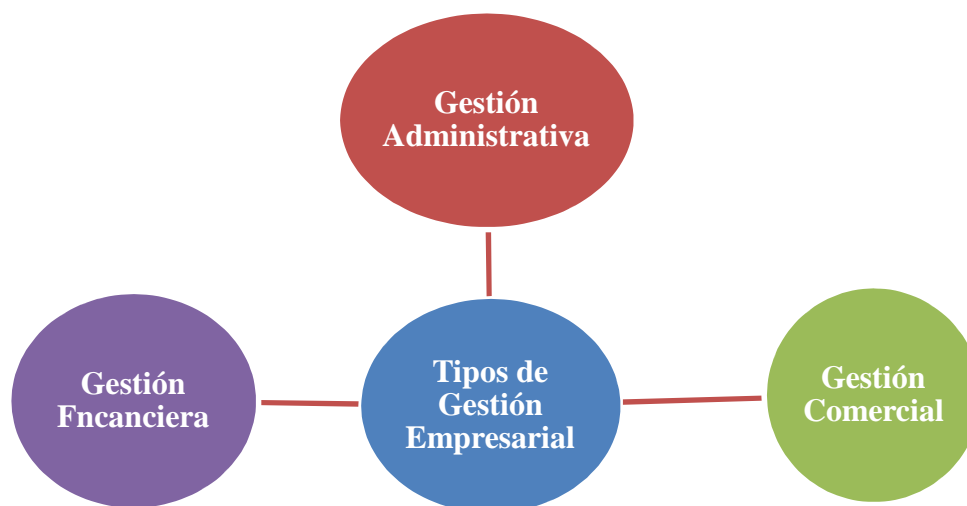 Gestión
Administrativa
Gestión
Fncanciera
Tipos de
Gestión
Empresarial
Gestión
Comercial